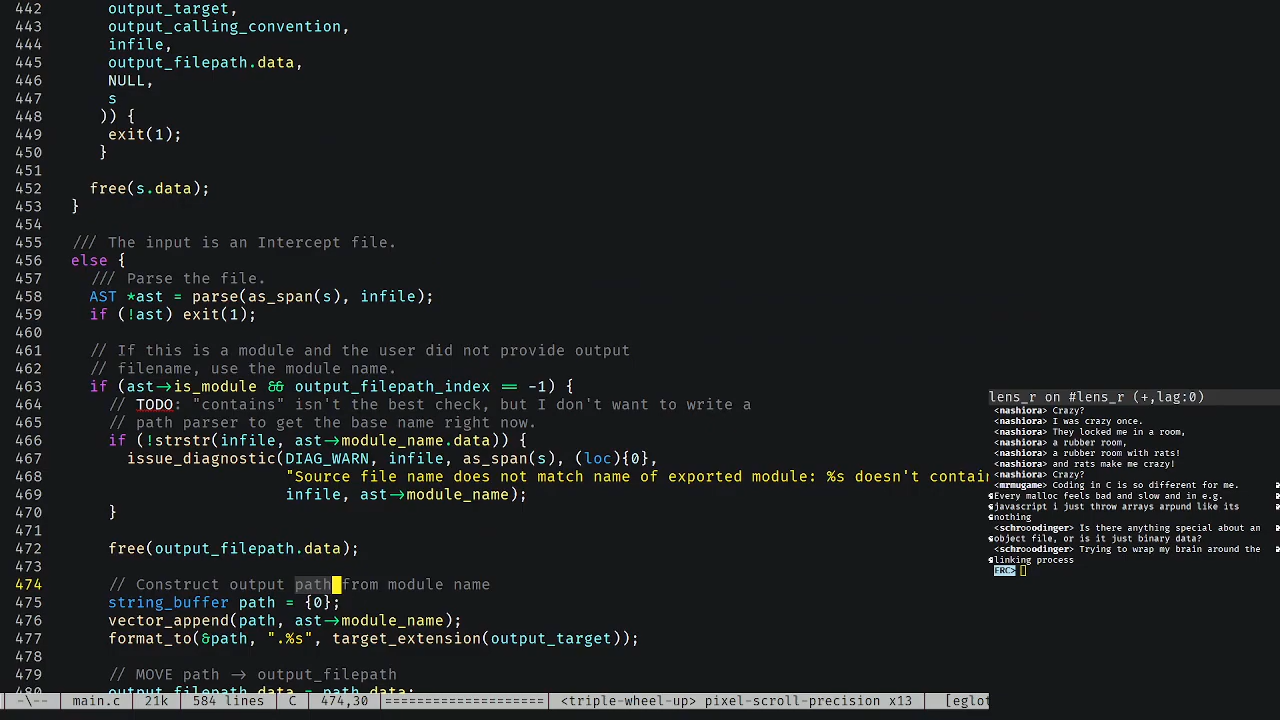 442 output_target,
443 output_calling_convention,
444 infile,
445 output_filepath.data,
446 NULL,
447 s
448 )) {
449 exit(1);
450 }
451
452 free(s.data);
453 }
454
455 /// The input is an Intercept file.
456 else {
457 /// Parse the file.
458 AST *ast = parse(as_span(s), infile);
459 if (!ast) exit(1);
460
461 // If this is a module and the user did not provide output
462 // filename, use the module name.
463 if (ast->is_module && output_filepath_index == -1) {
464 // TODO: "contains" isn't the best check, but I don't want to write a
465 // path parser to get the base name right now.
466 if (!strstr(infile, ast->module_name.data)) {
467 issue_diagnostic(DIAG_WARN, infile, as_span(s), (loc){0},
468 "Source file name does not match name of exported module: %s doesn't contain
469 infile, ast->module_name);
470 }
471
472 free(output_filepath.data);
473
474 // Construct output path from module name
475 string_buffer path = {0};
476 vector_append(path, ast->module_name);
477 format_to(&path, ".%s", target_extension(output_target));
478
479 // MOVE path -> output_filepath
480 output_filepath.data = path.data;
-\-- main.c 21k 584 lines C 474,30 ===================== <triple-wheel-up> pixel-scroll-precision x13 [eglot
lens_r on #lens_r (+,lag:0)
<nashiora> Crazy?
<nashiora> I was crazy once.
<nashiora> They locked me in a room,
<nashiora> a rubber room,
<nashiora> a rubber room with rats!
<nashiora> and rats make me crazy!
<nashiora> Crazy?
<mrmugame> Coding in C is so different for me.
Every malloc feels bad and slow and in e.g.
javascript i just throw arrays arpund like its
nothing
<schrooodinger> Is there anything special about an
object file, or is it just binary data?
<schrooodinger> Trying to wrap my brain around the
linking process
ERC>